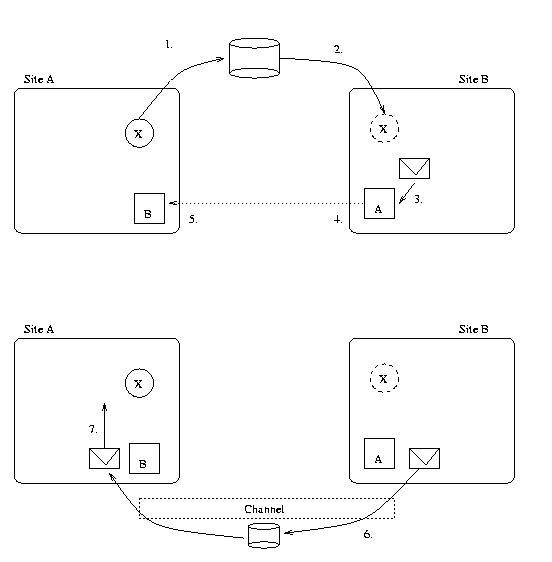 1.
2.
Site A
Site B
X
X
B
A
3.
5.
4.
Site A
Site B
X
X
7.
B
A
Channel
6.